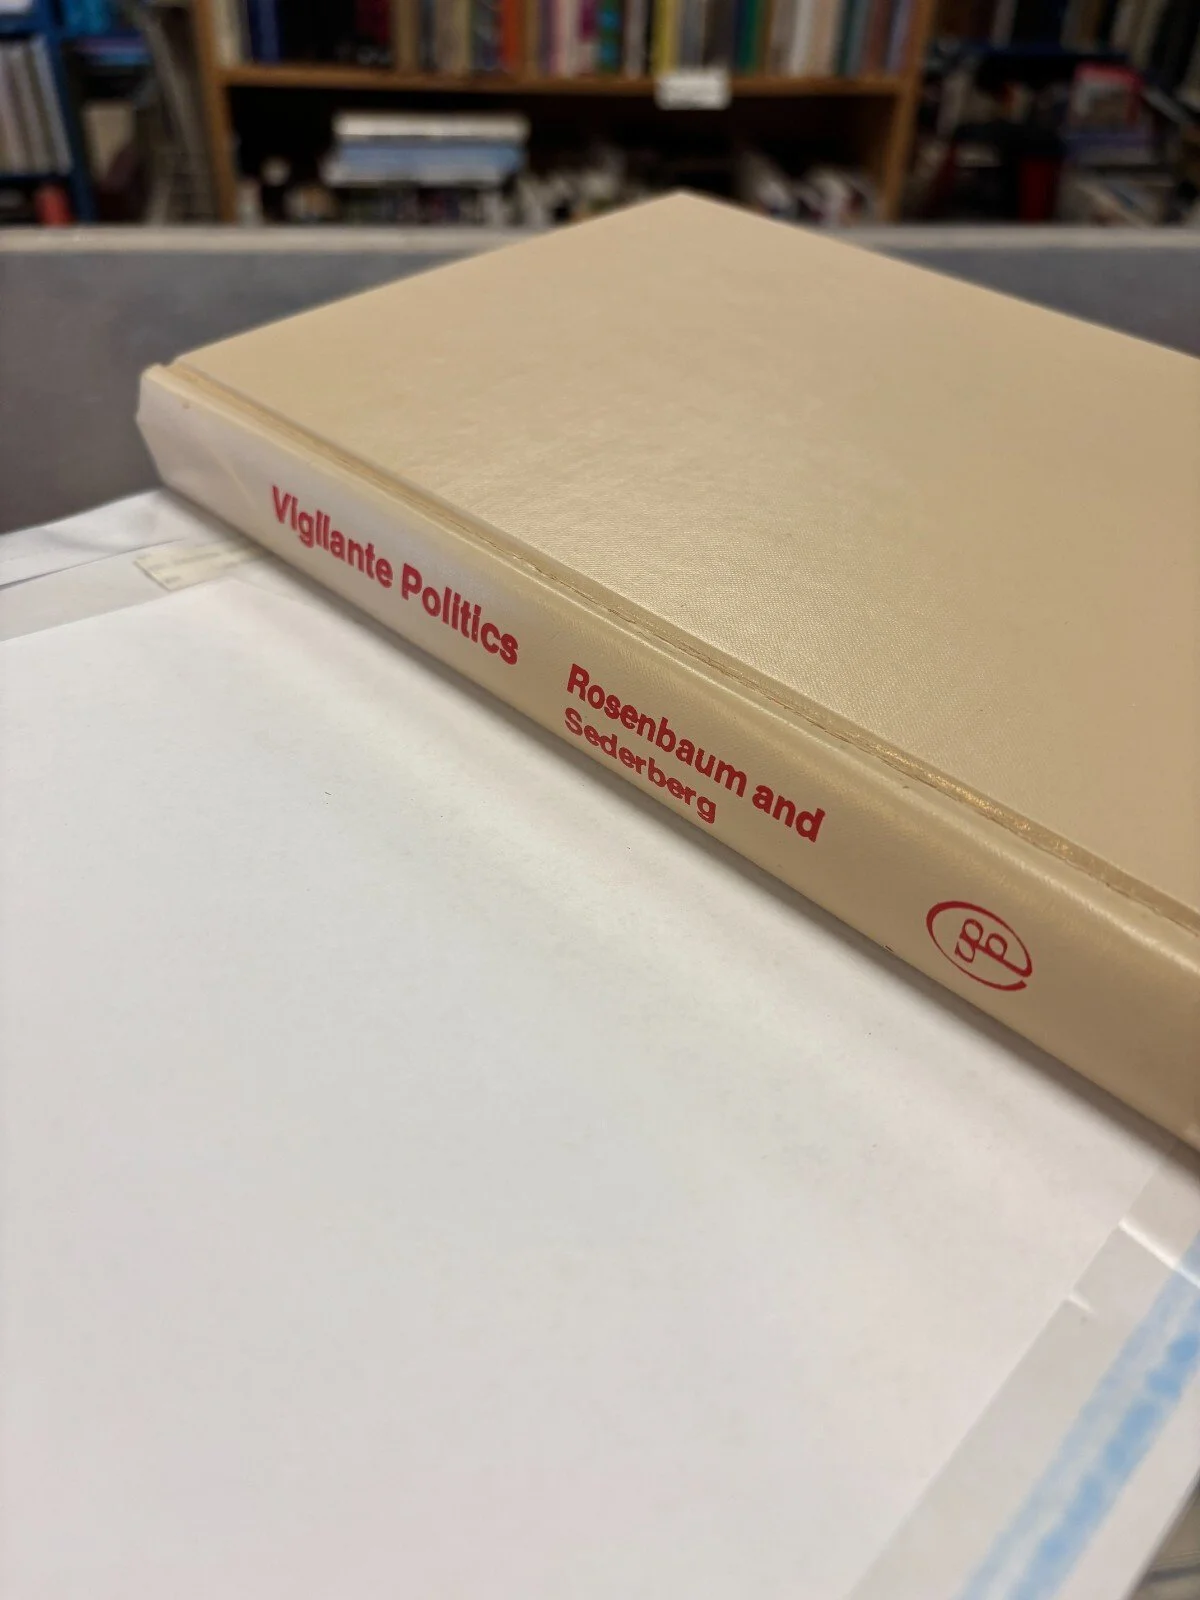 Vigilante Politics
Rosenbaum and
Sederberg